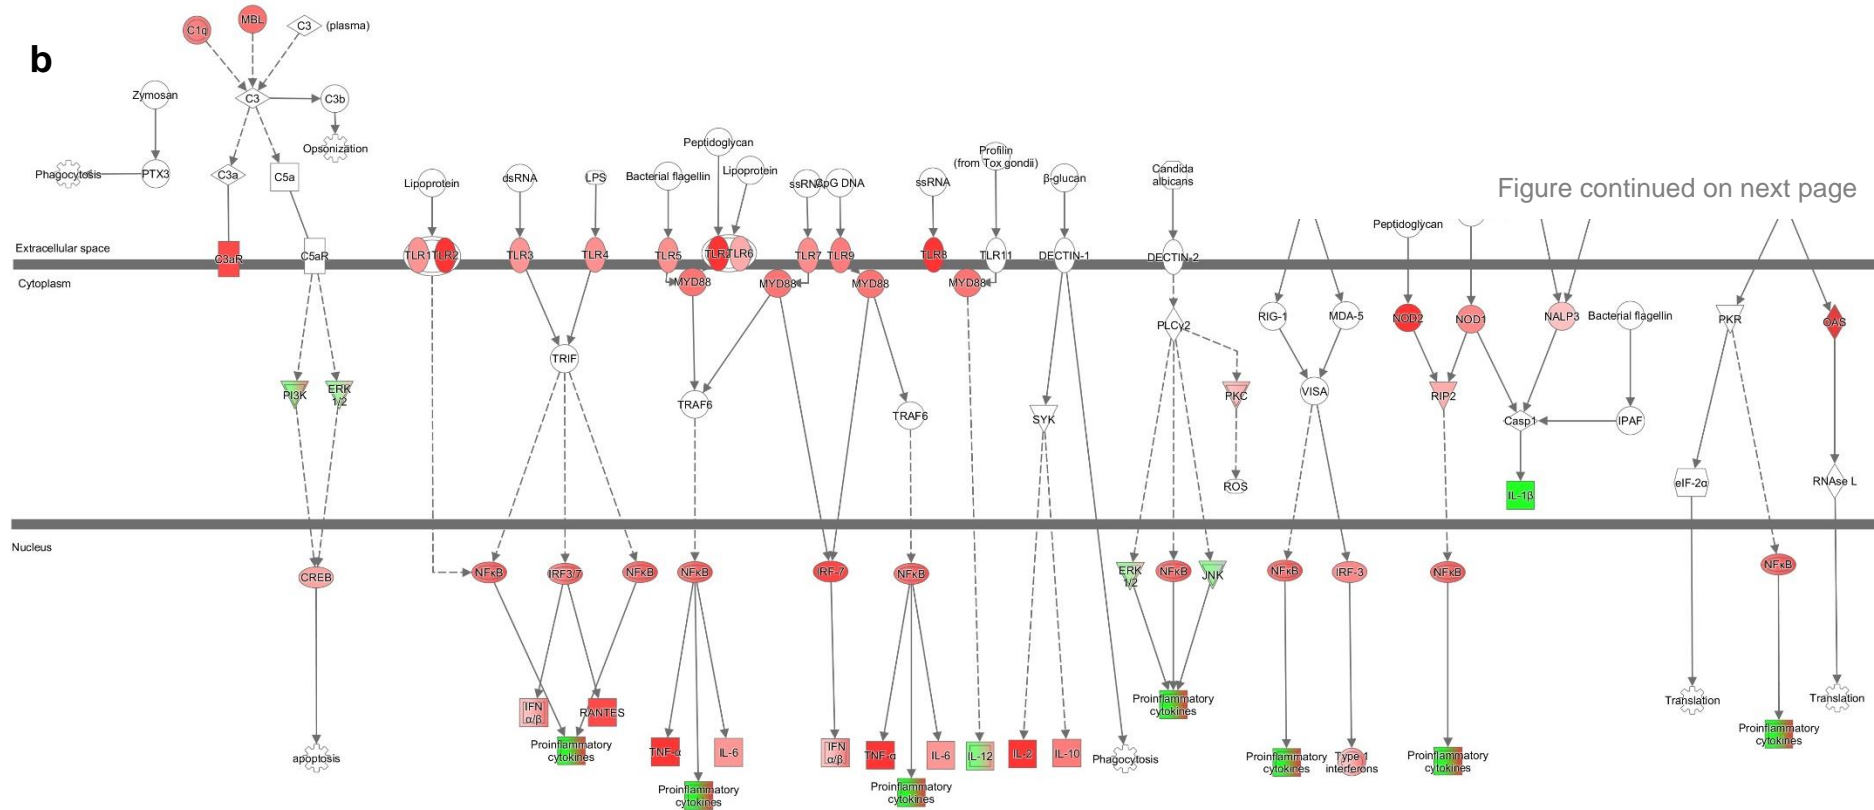 b
C1q
MBL
C3
(plasma)
Zymosan
C3
C3b
Opsonization
Phagocytosis
PTX3
C3a
C5a
Lipoprotein
dsRNA
LPS
Bacterial flagellin
Peptidoglycan
Lipoprotein
ssRNA
CpG DNA
ssRNA
Profilin
(from Tox gondii)
β-glucan
Candida
albicans
Figure continued on next page
Peptidoglycan
Extracellular space
C3aR
C5aR
TLR1
TLR2
TLR3
TLR4
TLR5
TLR6
TLR7
TLR9
TLR8
TLR11
DECTIN-1
DECTIN-2
Cytoplasm
MYD88
MYD88
MYD88
MYD88
PLCγ2
RIG-1
MDA-5
NOD2
NOD1
NALP3
Bacterial flagellin
PKR
OAS
TRIF
PI3K
ERK
1/2
TRAF6
TRAF6
SYK
PKC
VISA
RIP2
Casp1
IPAF
ROS
IL-1β
eIF-2α
RNAse L
Nucleus
CREB
NFκB
IRF3/7
NFκB
NFκB
IRF-7
NFκB
ERK
1/2
NFκB
JNK
NFκB
IRF-3
NFκB
NFκB
IFN
α/β
RANTES
Proinflammatory
cytokines
Proinflammatory
cytokines
Translation
Translation
Proinflammatory
cytokines
apoptosis
TNF-α
IL-6
IFN
α/β
TNF-α
IL-6
IL-12
IL-2
IL-10
Phagocytosis
Proinflammatory
cytokines
Type 1
interferons
Proinflammatory
cytokines
Proinflammatory
cytokines
Proinflammatory
cytokines